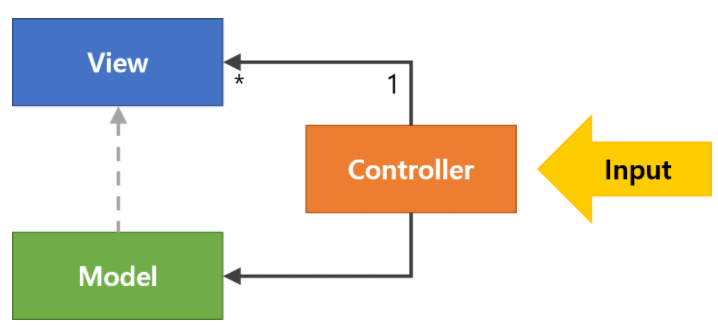 View
*
1
Controller
Input
Model